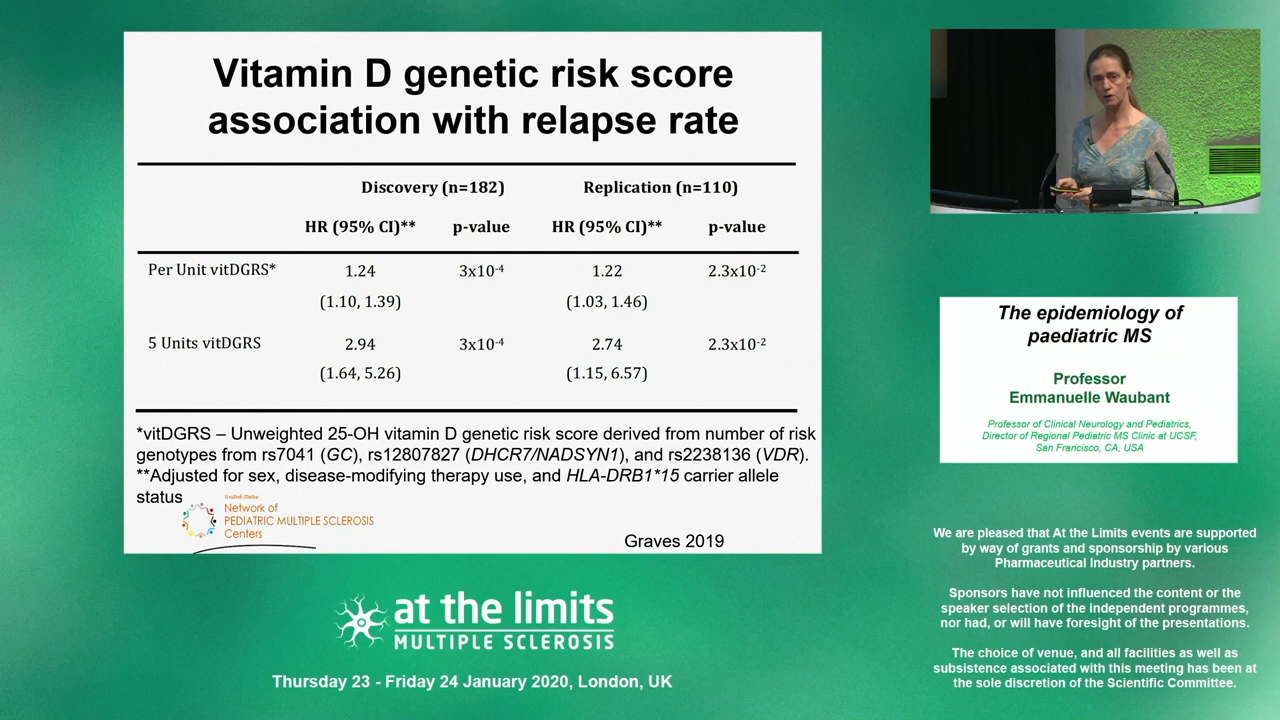 Vitamin D genetic risk score
association with relapse rate
Discovery (n=182) Replication (n=110)
HR (95% CI)** p-value HR (95% CI)** p-value
Per Unit vitDGRS* 1.24 3x10-4 1.22 2.3x10-2
(1.10, 1.39) (1.03, 1.46)
5 Units vitDGRS 2.94 3x10-4 2.74 2.3x10-2
(1.64, 5.26) (1.15, 6.57)
*vitDGRS – Unweighted 25-OH vitamin D genetic risk score derived from number of risk
genotypes from rs7041 (GC), rs12807827 (DHCR7/NADSYN1), and rs2238136 (VDR).
**Adjusted for sex, disease-modifying therapy use, and HLA-DRB1*15 carrier allele
status
United States
Network of
PEDIATRIC MULTIPLE SCLEROSIS
Centers
Graves 2019
at the limits
MULTIPLE SCLEROSIS
Thursday 23 - Friday 24 January 2020, London, UK
The epidemiology of
paediatric MS
Professor
Emmanuelle Waubant
Professor of Clinical Neurology and Pediatrics,
Director of Regional Pediatric MS Clinic at UCSF,
San Francisco, CA, USA
We are pleased that At the Limits events are supported
by way of grants and sponsorship by various
Pharmaceutical Industry partners.
Sponsors have not influenced the content or the
speaker selection of the independent programmes,
nor had, or will have foresight of the presentations.
The choice of venue, and all facilities as well as
subsistence associated with this meeting has been at
the sole discretion of the Scientific Committee.